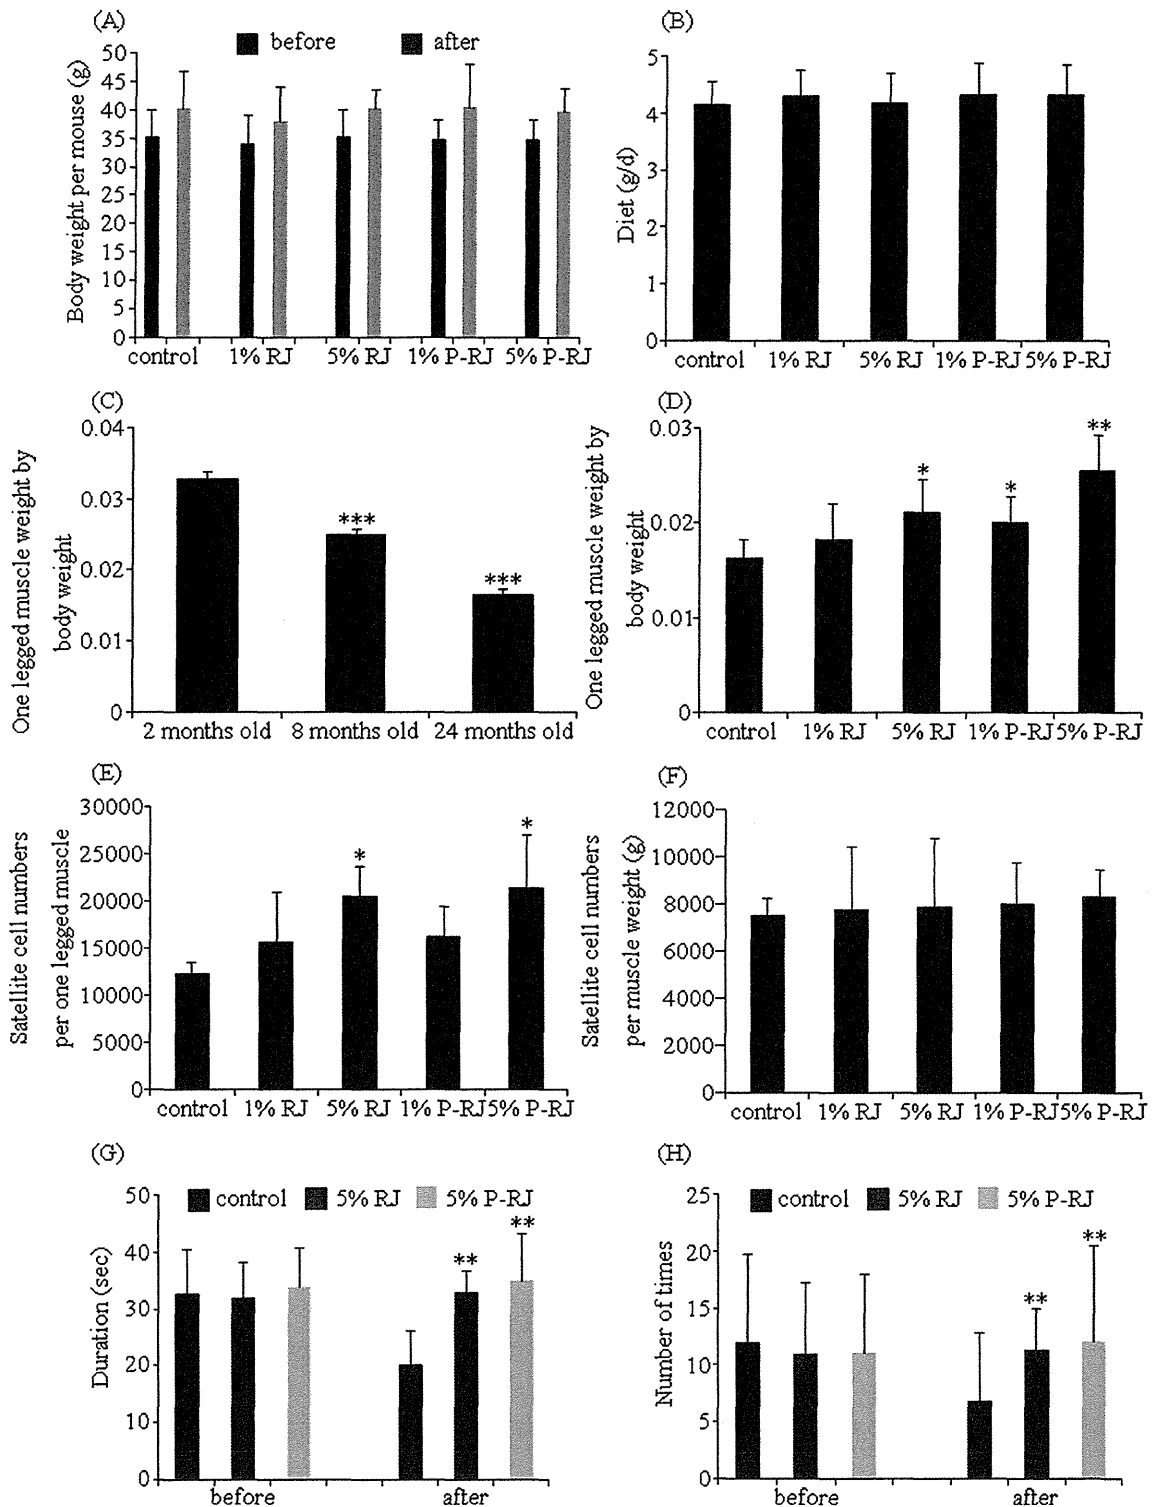 (A)
before after
Body weight per mouse (g)
50
45
40
35
30
25
20
15
10
5
0
control 1% RJ 5% RJ 1% P-RJ 5% P-RJ
(B)
Diet (g/d)
5
4
3
2
1
0
control 1% RJ 5% RJ 1% P-RJ 5% P-RJ
(C)
One legged muscle weight by
body weight
0.04
0.03
0.02
0.01
0
***
***
2 months old 8 months old 24 months old
(D)
One legged muscle weight by
body weight
0.03
0.02
0.01
0
*
*
**
control 1% RJ 5% RJ 1% P-RJ 5% P-RJ
(E)
Satellite cell numbers
per one legged muscle
30000
25000
20000
15000
10000
5000
0
*
*
control 1% RJ 5% RJ 1% P-RJ 5% P-RJ
(F)
Satellite cell numbers
per muscle weight (g)
12000
10000
8000
6000
4000
2000
0
control 1% RJ 5% RJ 1% P-RJ 5% P-RJ
(G)
control 5% RJ 5% P-RJ
Duration (sec)
50
40
30
20
10
0
**
**
before after
(H)
control 5% RJ 5% P-RJ
Number of times
25
20
15
10
5
0
**
**
before after